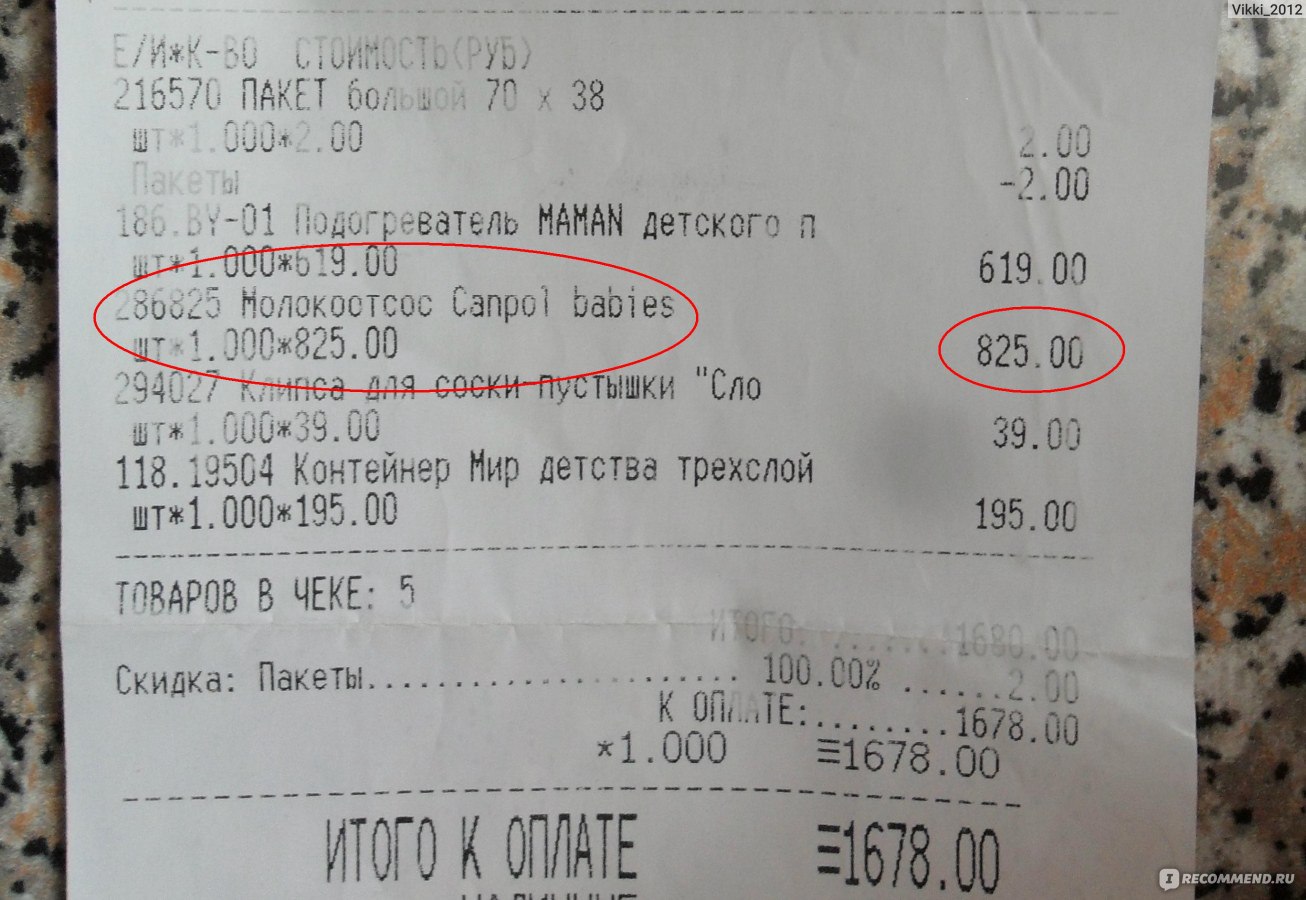 Vikki_2012
Е/И*К-ВО СТОИМОСТЬ(РУБ)
216570 ПАКЕТ большой 70 x 38
шт*1.000*2.00 2.00
Пакеты -2.00
186.BY-01 Подогреватель MAMAN детского п
шт*1.000*619.00 619.00
286825 Молокоотсос Canpol babies
шт*1.000*825.00 825.00
294027 Клипса для соски-пустышки "Сло
шт*1.000*39.00 39.00
118.19504 Контейнер Мир детства трехслой
шт*1.000*195.00 195.00
ТОВАРОВ В ЧЕКЕ: 5
ИТОГО:..........1680.00
Скидка: Пакеты...................... 100.00% .......2.00
К ОПЛАТЕ:.........1678.00
*1.000 ≡1678.00
ИТОГО К ОПЛАТЕ ≡1678.00
IRECOMMEND.RU